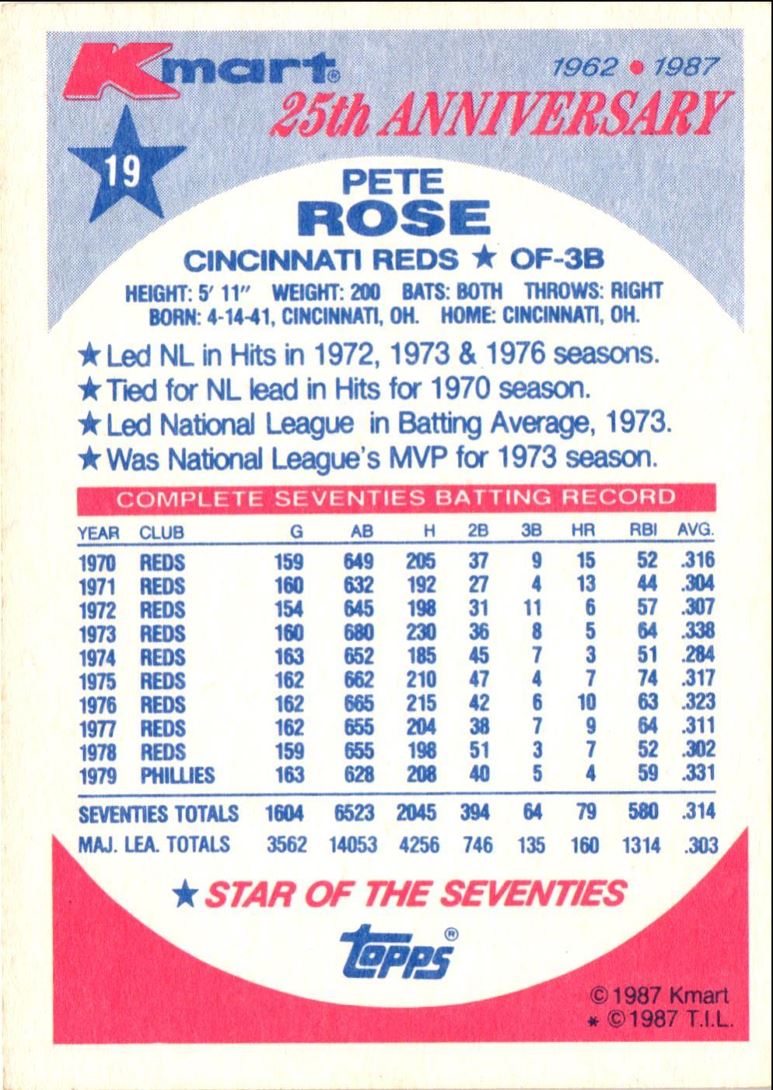 Kmart®
1962 • 1987
25th ANNIVERSARY
19
PETE
ROSE
CINCINNATI REDS ★ OF-3B
HEIGHT: 5' 11" WEIGHT: 200 BATS: BOTH THROWS: RIGHT
BORN: 4-14-41, CINCINNATI, OH. HOME: CINCINNATI, OH.
★ Led NL in Hits in 1972, 1973 & 1976 seasons.
★ Tied for NL lead in Hits for 1970 season.
★ Led National League in Batting Average, 1973.
★ Was National League's MVP for 1973 season.
COMPLETE SEVENTIES BATTING RECORD
YEAR CLUB G AB H 2B 3B HR RBI AVG.
1970 REDS 159 649 205 37 9 15 52 .316
1971 REDS 160 632 192 27 4 13 44 .304
1972 REDS 154 645 198 31 11 6 57 .307
1973 REDS 160 680 230 36 8 5 64 .338
1974 REDS 163 652 185 45 7 3 51 .284
1975 REDS 162 662 210 47 4 7 74 .317
1976 REDS 162 665 215 42 6 10 63 .323
1977 REDS 162 655 204 38 7 9 64 .311
1978 REDS 159 655 198 51 3 7 52 .302
1979 PHILLIES 163 628 208 40 5 4 59 .331
SEVENTIES TOTALS 1604 6523 2045 394 64 79 580 .314
MAJ. LEA. TOTALS 3562 14053 4256 746 135 160 1314 .303
★ STAR OF THE SEVENTIES
topps®
© 1987 Kmart
* © 1987 T.I.L.